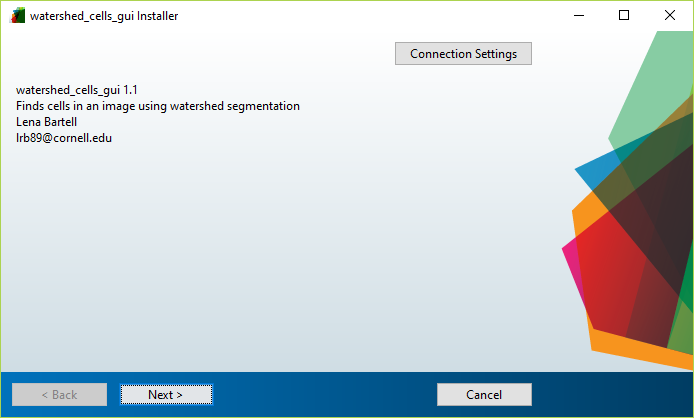 watershed_cells_gui Installer
Connection Settings
watershed_cells_gui 1.1
Finds cells in an image using watershed segmentation
Lena Bartell
lrb89@cornell.edu
< Back
Next >
Cancel